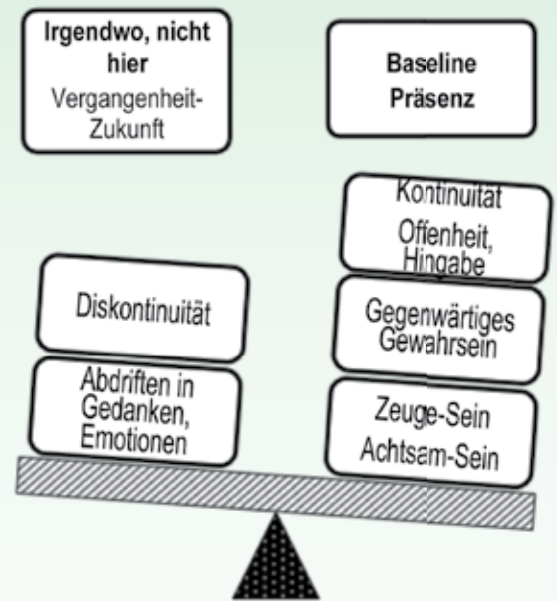 Irgendwo, nicht
hier
Vergangenheit-
Zukunft
Baseline
Präsenz
Diskontinuität
Abdriften in
Gedanken,
Emotionen
Kontinuität
Offenheit,
Hingabe
Gegenwärtiges
Gewahrsein
Zeuge-Sein
Achtsam-Sein